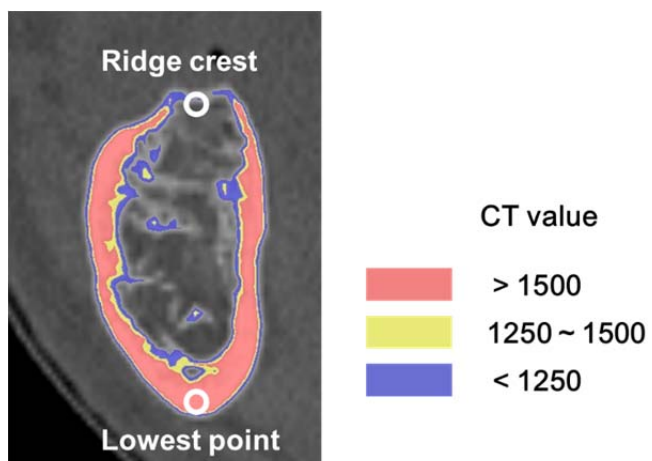 Ridge crest
Lowest point
CT value
> 1500
1250 ~ 1500
< 1250